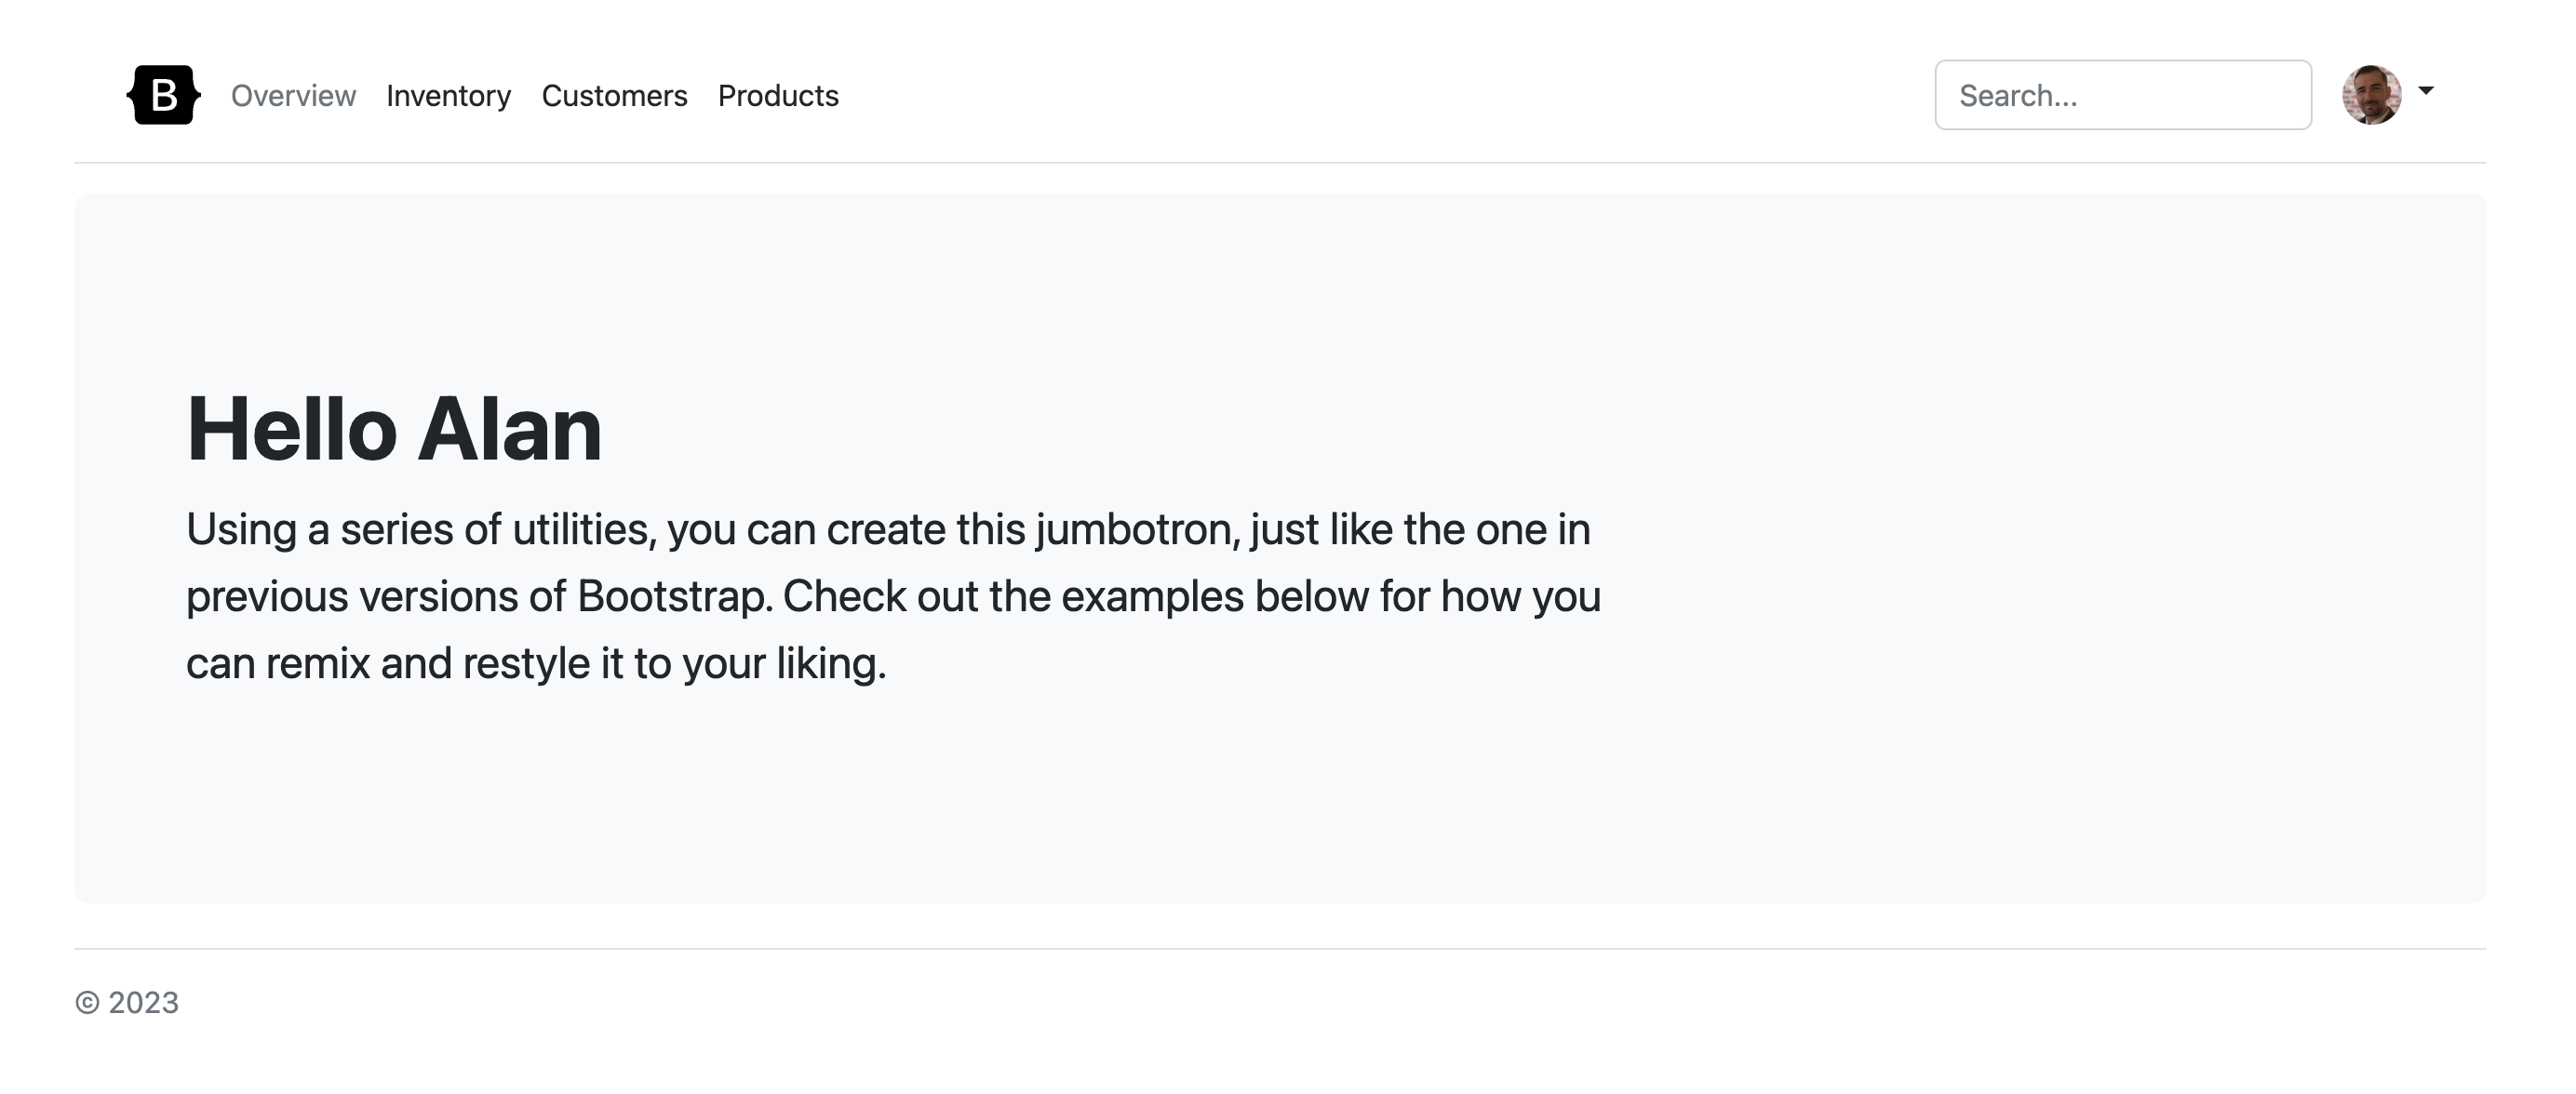 B
Overview Inventory Customers Products Search...
Hello Alan
Using a series of utilities, you can create this jumbotron, just like the one in
previous versions of Bootstrap. Check out the examples below for how you
can remix and restyle it to your liking.
© 2023